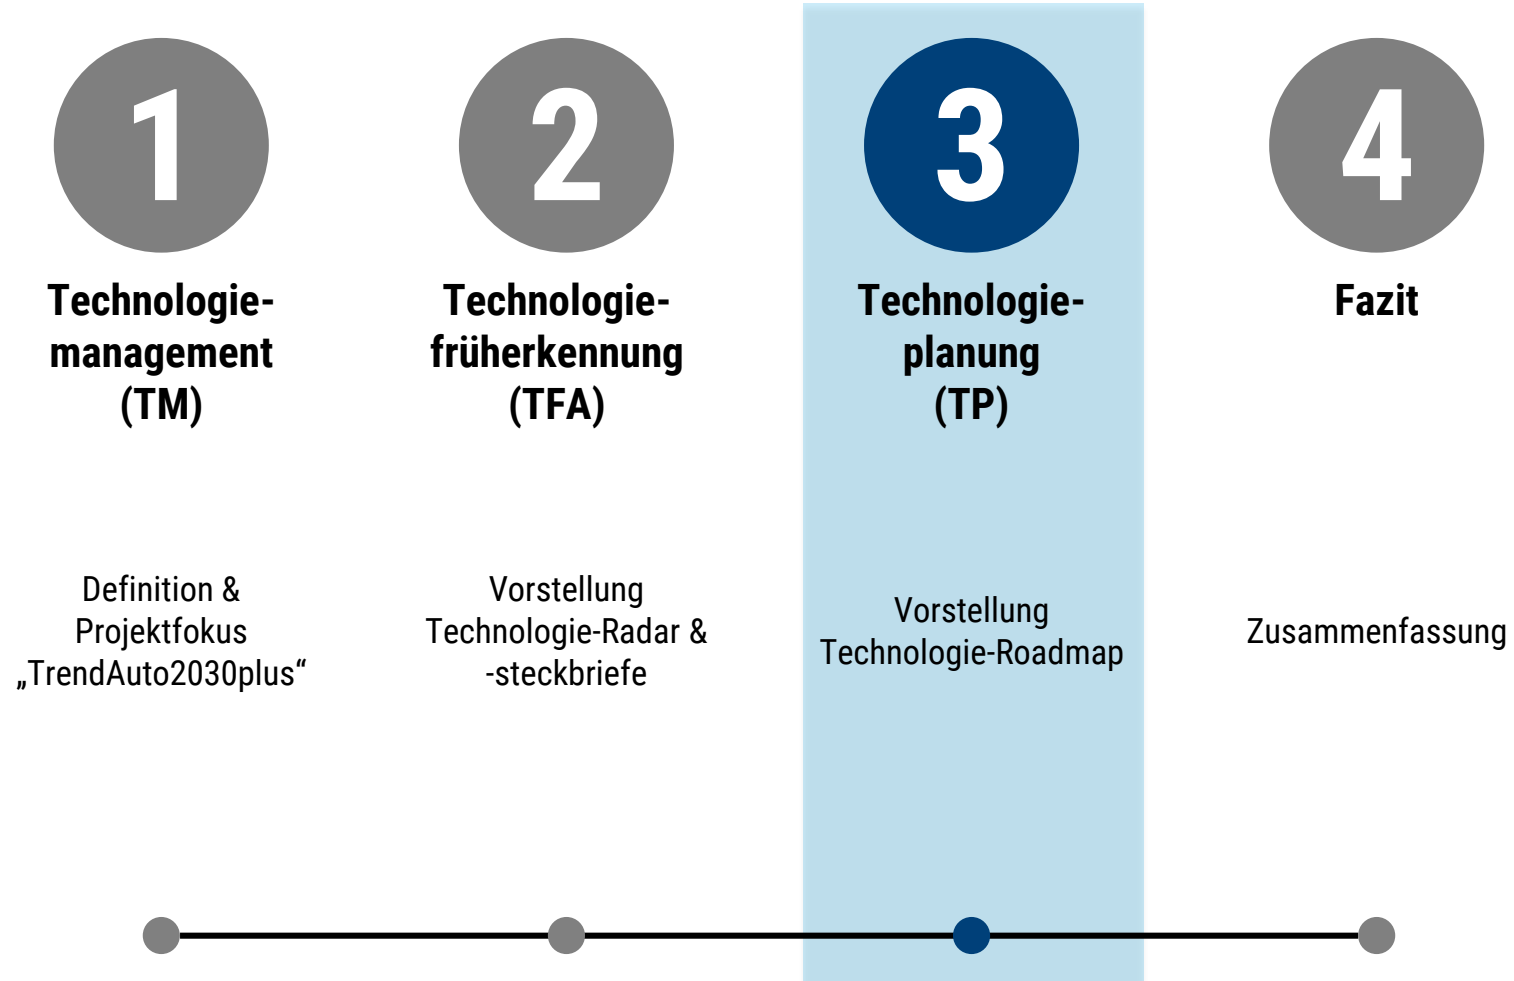 1
Technologie-
management
(TM)
Definition &
Projektfokus
„TrendAuto2030plus“
2
Technologie-
früherkennung
(TFA)
Vorstellung
Technologie-Radar &
-steckbriefe
3
Technologie-
planung
(TP)
Vorstellung
Technologie-Roadmap
4
Fazit
Zusammenfassung